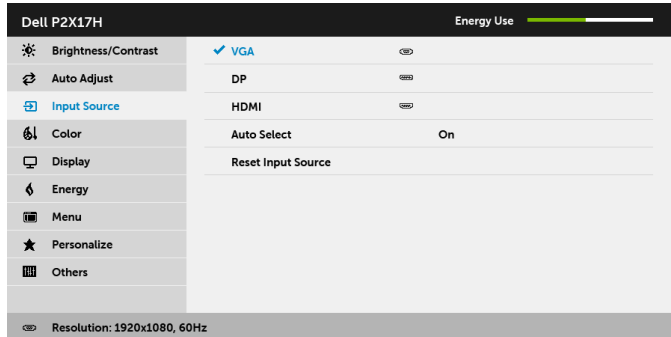 Dell P2X17H Energy Use
Brightness/Contrast VGA
Auto Adjust DP
Input Source HDMI
Color Auto Select On
Display Reset Input Source
Energy
Menu
Personalize
Others
Resolution: 1920x1080, 60Hz